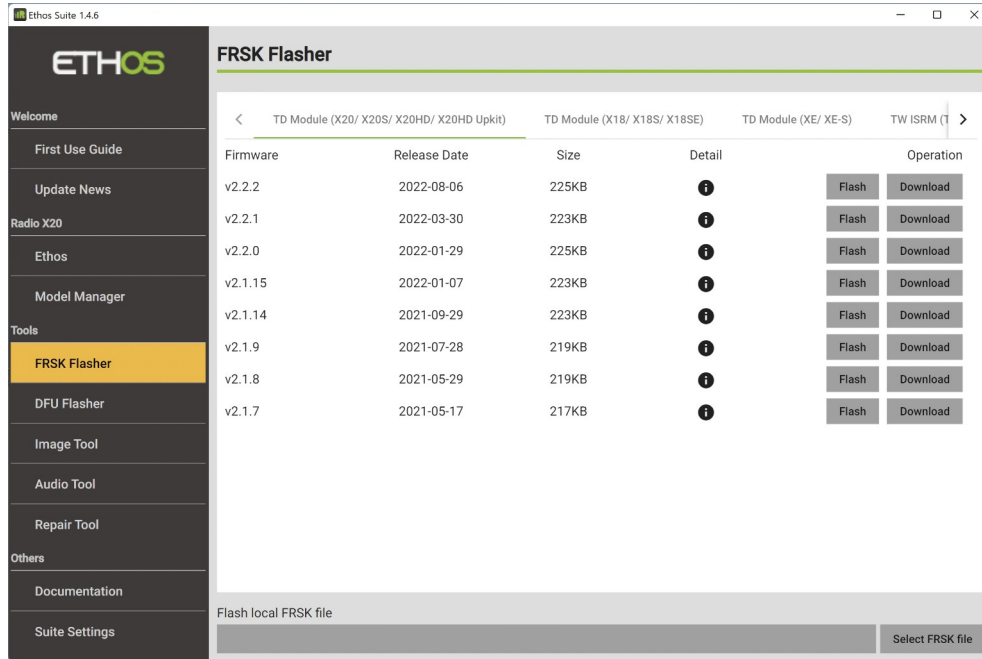 Ethos Suite 1.4.6
ETHOS
Welcome
First Use Guide
Update News
Radio X20
Ethos
Model Manager
Tools
FRSK Flasher
DFU Flasher
Image Tool
Audio Tool
Repair Tool
Others
Documentation
Suite Settings
FRSK Flasher
TD Module (X20/ X20S/ X20HD/ X20HD Upkit) TD Module (X18/ X18S/ X18SE) TD Module (XE/ XE-S) TW ISRM (T
Firmware Release Date Size Detail Operation
v2.2.2 2022-08-06 225KB Flash Download
v2.2.1 2022-03-30 223KB Flash Download
v2.2.0 2022-01-29 225KB Flash Download
v2.1.15 2022-01-07 223KB Flash Download
v2.1.14 2021-09-29 223KB Flash Download
v2.1.9 2021-07-28 219KB Flash Download
v2.1.8 2021-05-29 219KB Flash Download
v2.1.7 2021-05-17 217KB Flash Download
Flash local FRSK file
Select FRSK file